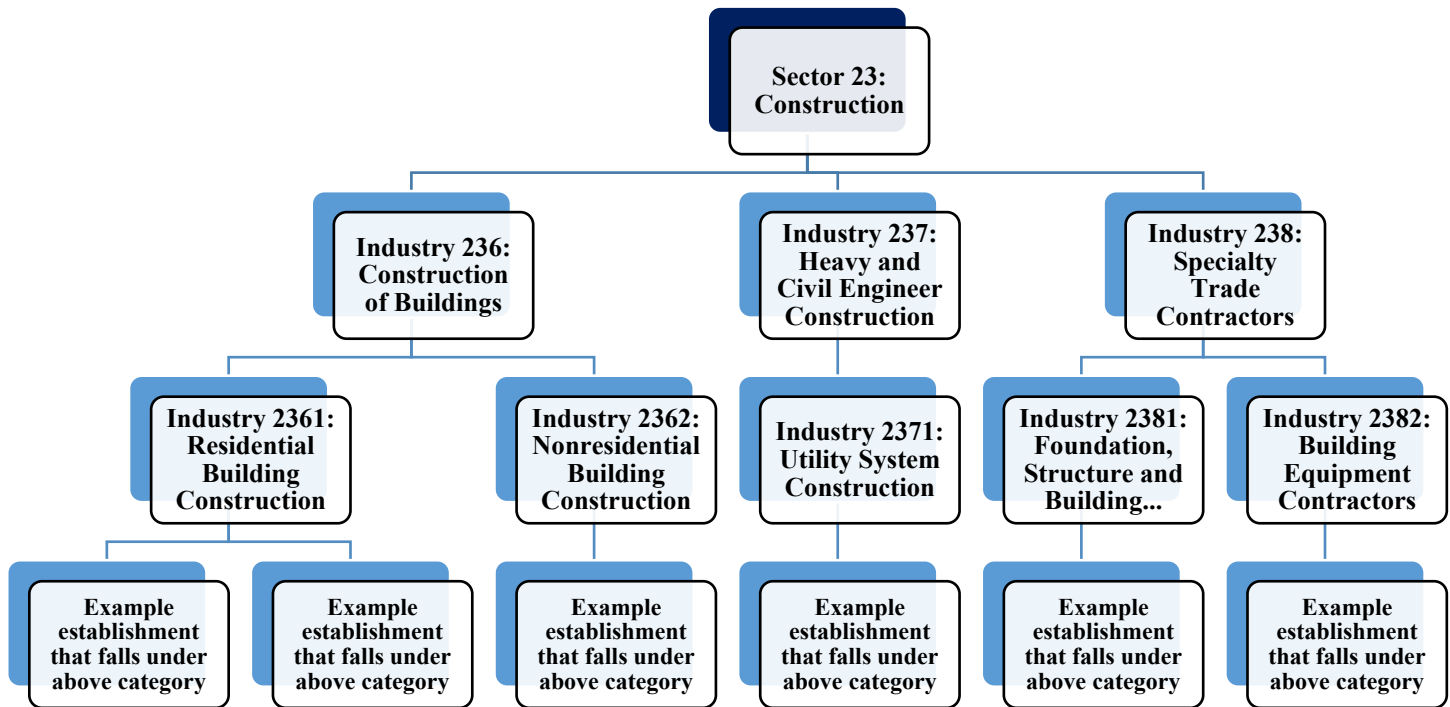 Sector 23:
Construction
Industry 236:
Construction
of Buildings
Industry 237:
Heavy and
Civil Engineer
Construction
Industry 238:
Specialty
Trade
Contractors
Industry 2361:
Residential
Building
Construction
Industry 2362:
Nonresidential
Building
Construction
Industry 2371:
Utility System
Construction
Industry 2381:
Foundation,
Structure and
Building...
Industry 2382:
Building
Equipment
Contractors
Example
establishment
that falls under
above category
Example
establishment
that falls under
above category
Example
establishment
that falls under
above category
Example
establishment
that falls under
above category
Example
establishment
that falls under
above category
Example
establishment
that falls under
above category